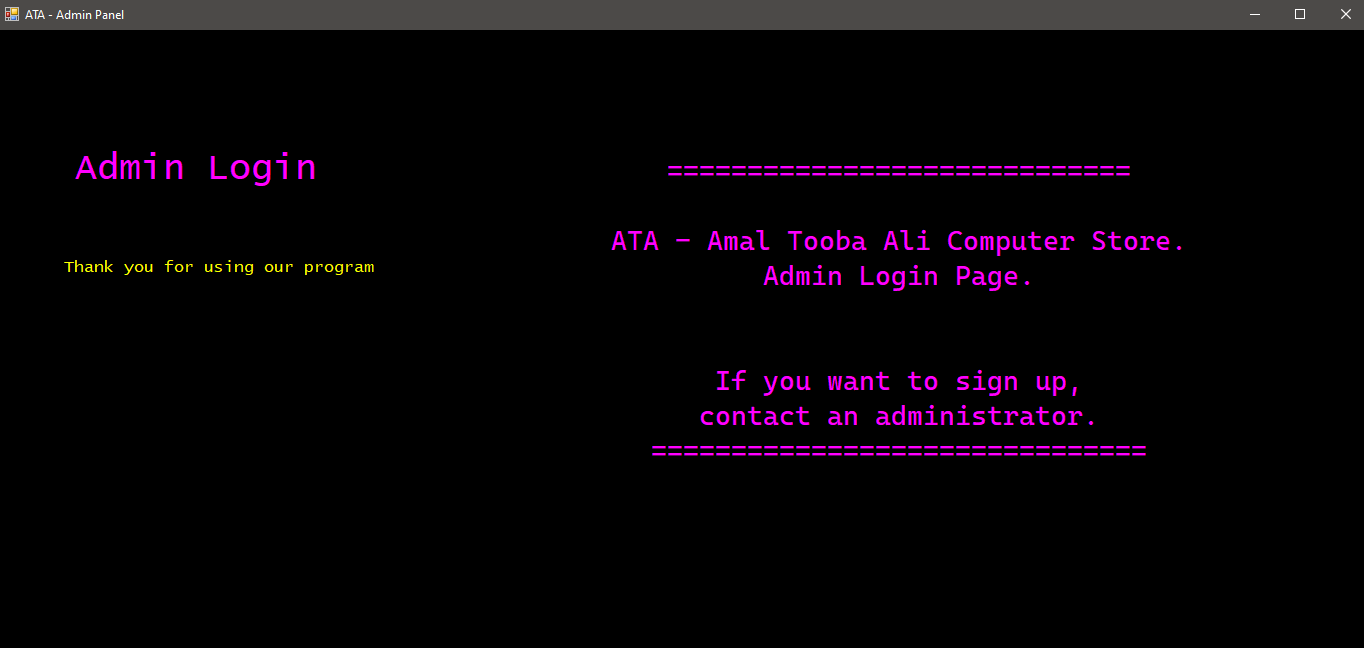 ATA - Admin Panel
Admin Login
Thank you for using our program
=============================
ATA - Amal Tooba Ali Computer Store.
Admin Login Page.
If you want to sign up,
contact an administrator.
===============================